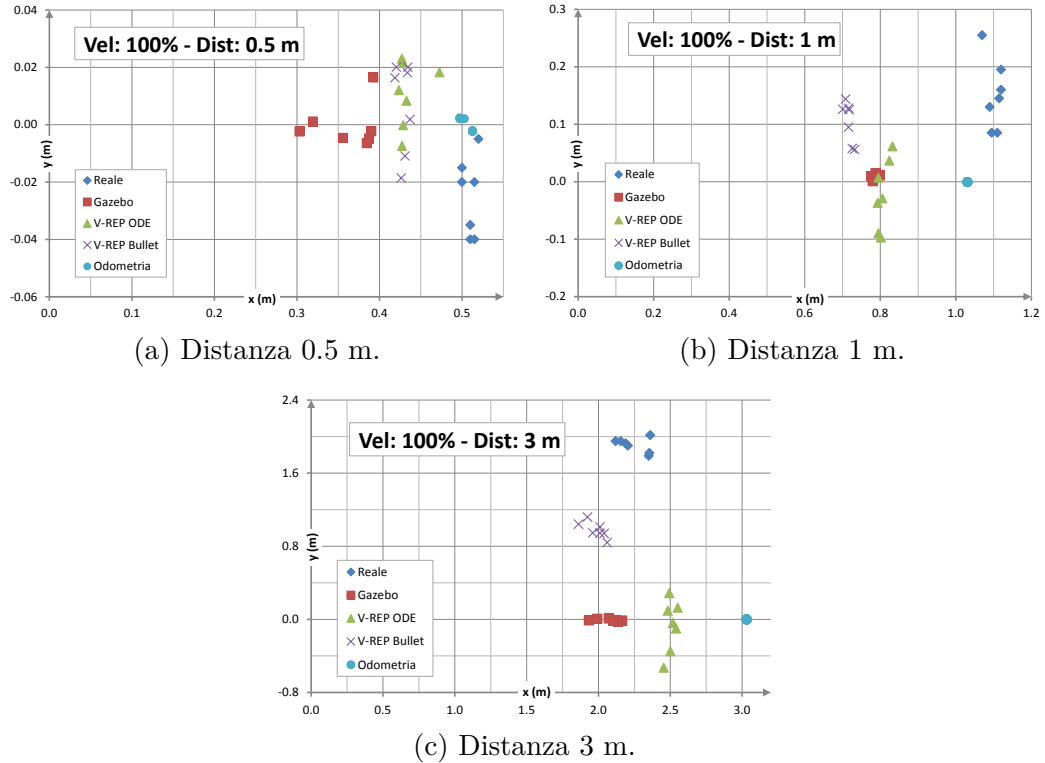 Vel: 100% - Dist: 0.5 m
0.04
0.02
0.00
-0.02
-0.04
-0.06
y (m)
Reale
Gazebo
V-REP ODE
V-REP Bullet
Odometria
x (m)
0.0 0.1 0.2 0.3 0.4 0.5
(a) Distanza 0.5 m.
Vel: 100% - Dist: 1 m
0.3
0.2
0.1
0.0
-0.1
-0.2
y (m)
Reale
Gazebo
V-REP ODE
V-REP Bullet
Odometria
x (m)
0.0 0.2 0.4 0.6 0.8 1.0 1.2
(b) Distanza 1 m.
Vel: 100% - Dist: 3 m
2.4
1.6
0.8
0.0
-0.8
y (m)
Reale
Gazebo
V-REP ODE
V-REP Bullet
Odometria
x (m)
0.0 0.5 1.0 1.5 2.0 2.5 3.0
(c) Distanza 3 m.